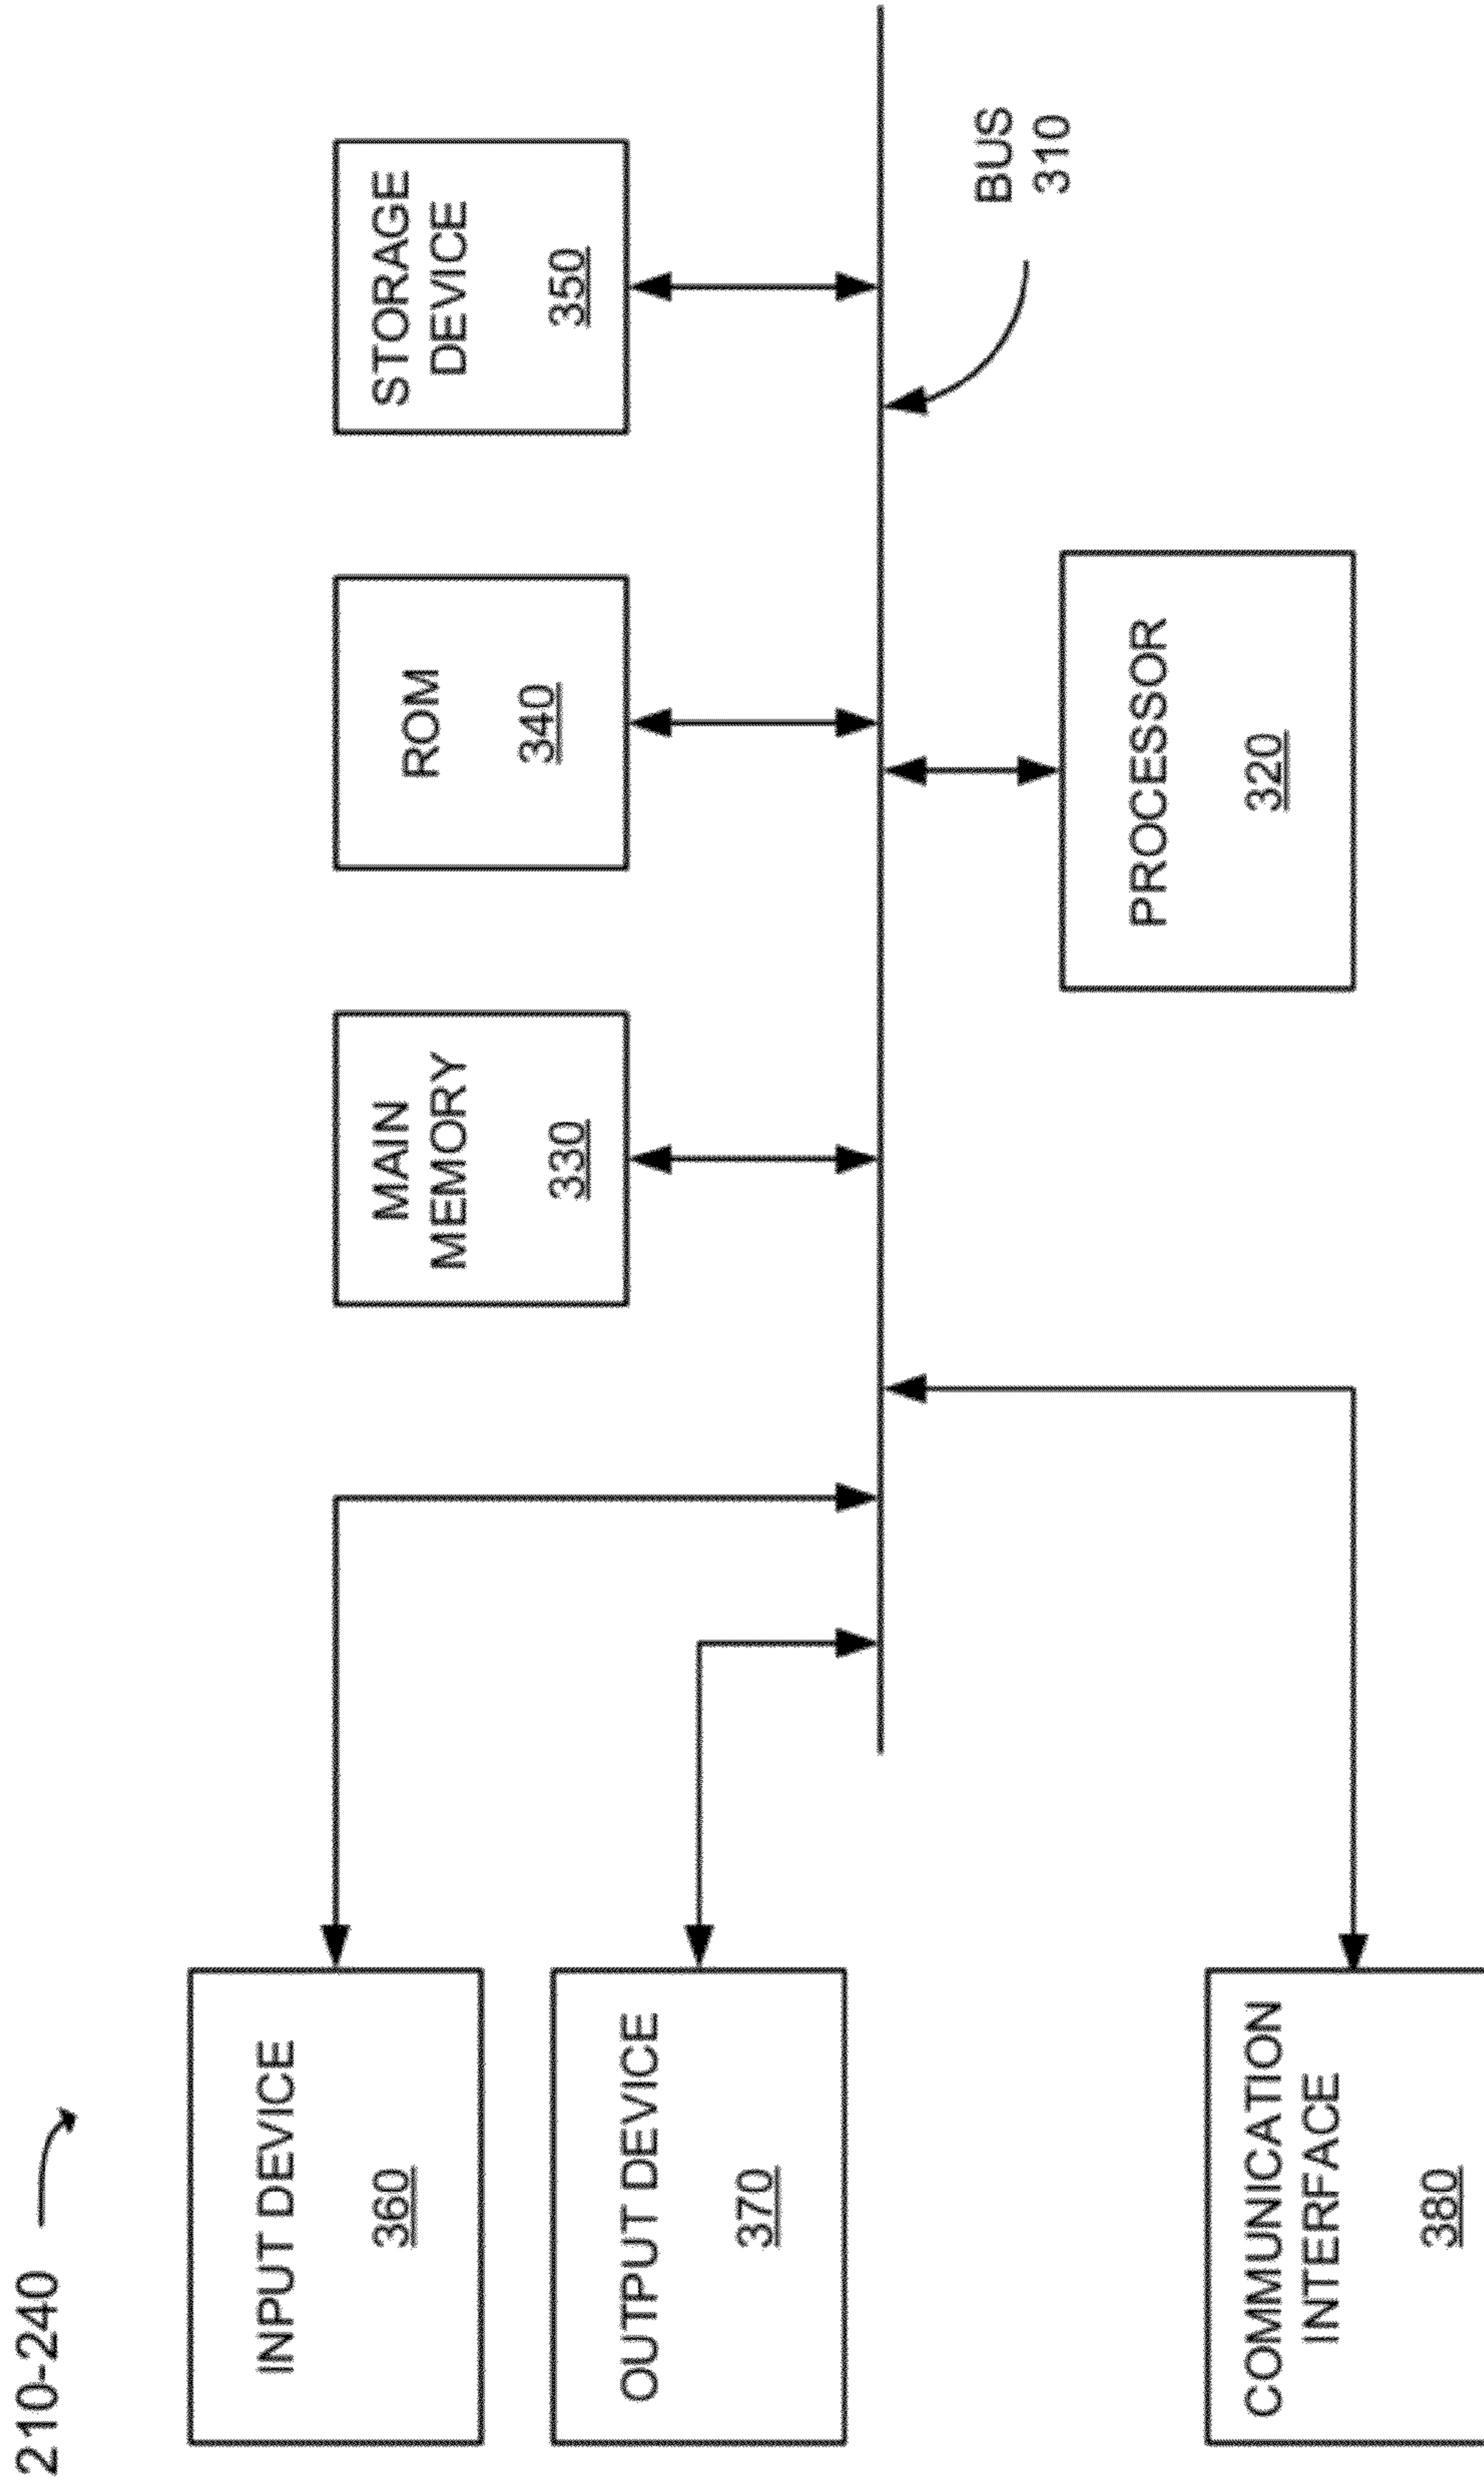 210-240
MAIN
MEMORY
330
ROM
340
STORAGE
DEVICE
350
INPUT DEVICE
360
OUTPUT DEVICE
370
BUS
310
PROCESSOR
320
COMMUNICATION
INTERFACE
380